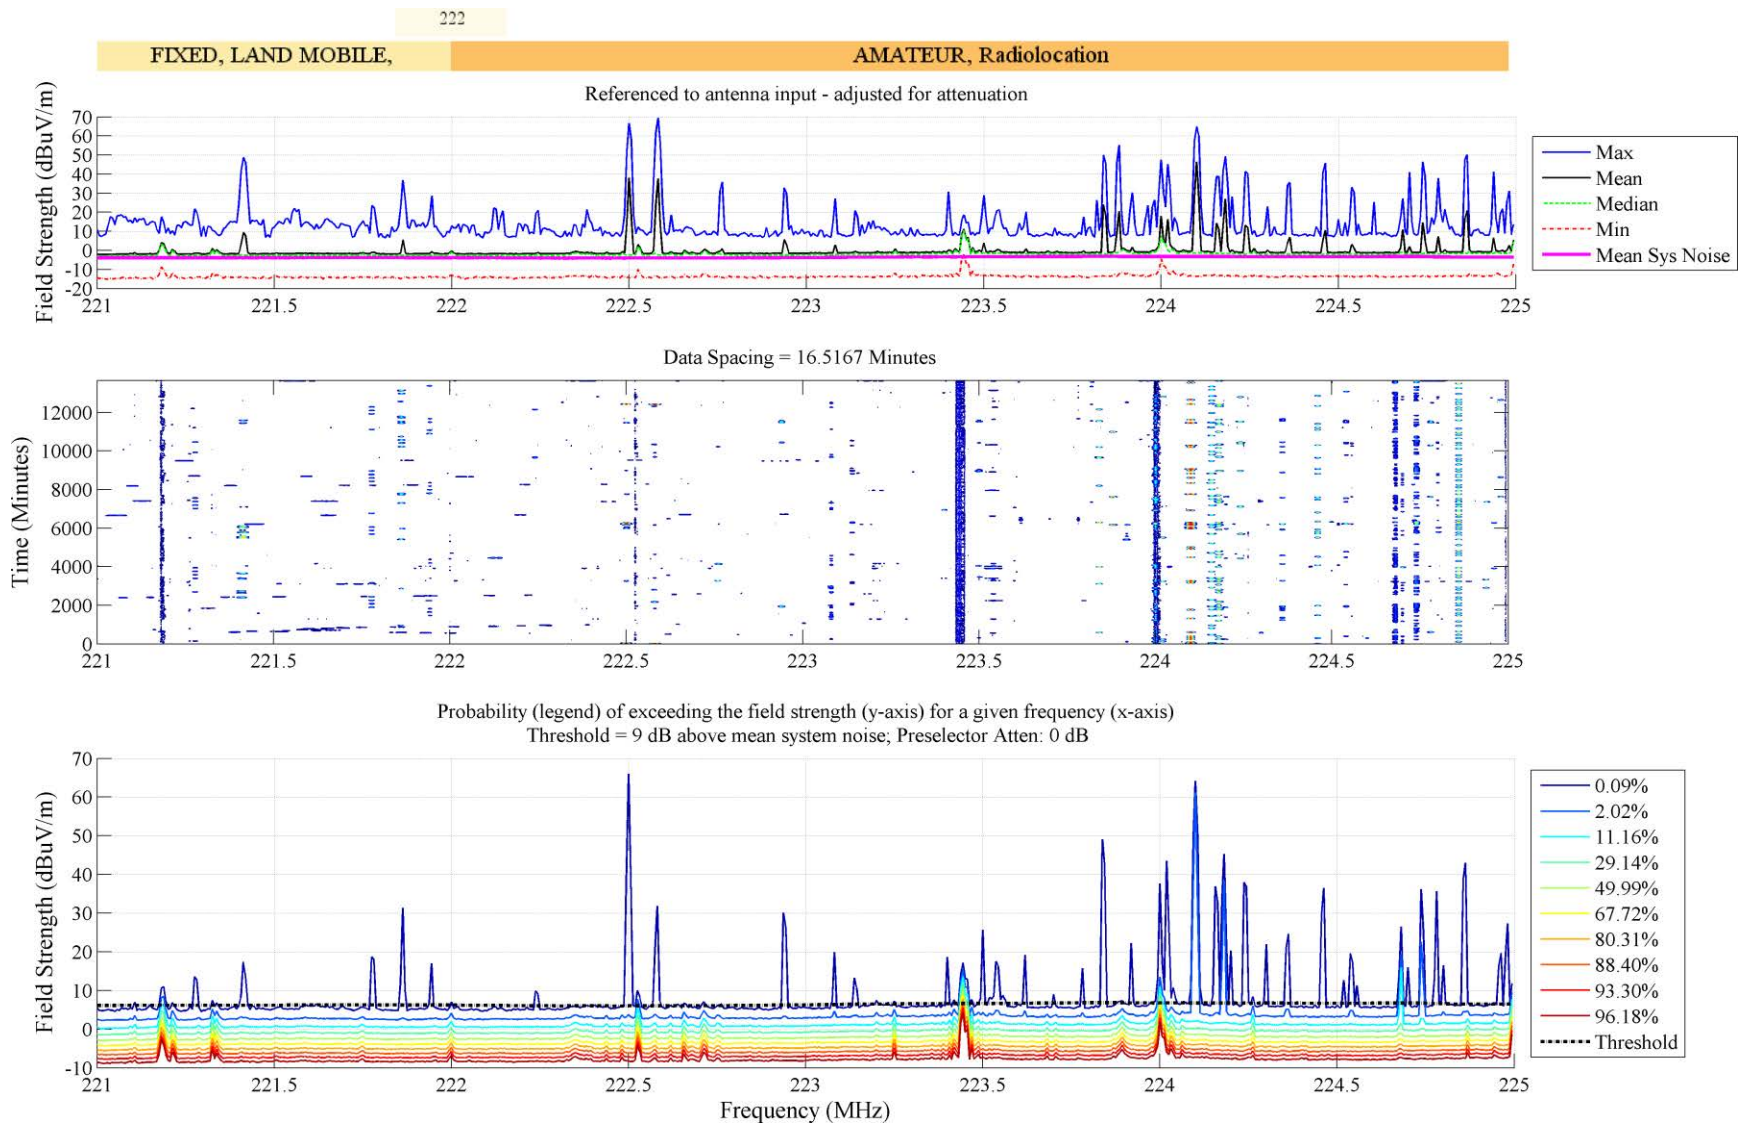 222
FIXED, LAND MOBILE, AMATEUR, Radiolocation
Referenced to antenna input - adjusted for attenuation
Field Strength (dBuV/m)
70
60
50
40
30
20
10
0
-10
-20
221 221.5 222 222.5 223 223.5 224 224.5 225
Max
Mean
Median
Min
Mean Sys Noise
Data Spacing = 16.5167 Minutes
Time (Minutes)
12000
10000
8000
6000
4000
2000
0
221 221.5 222 222.5 223 223.5 224 224.5 225
Probability (legend) of exceeding the field strength (y-axis) for a given frequency (x-axis)
Threshold = 9 dB above mean system noise; Preselector Atten: 0 dB
Field Strength (dBuV/m)
70
60
50
40
30
20
10
0
-10
221 221.5 222 222.5 223 223.5 224 224.5 225
Frequency (MHz)
0.09%
2.02%
11.16%
29.14%
49.99%
67.72%
80.31%
88.40%
93.30%
96.18%
Threshold